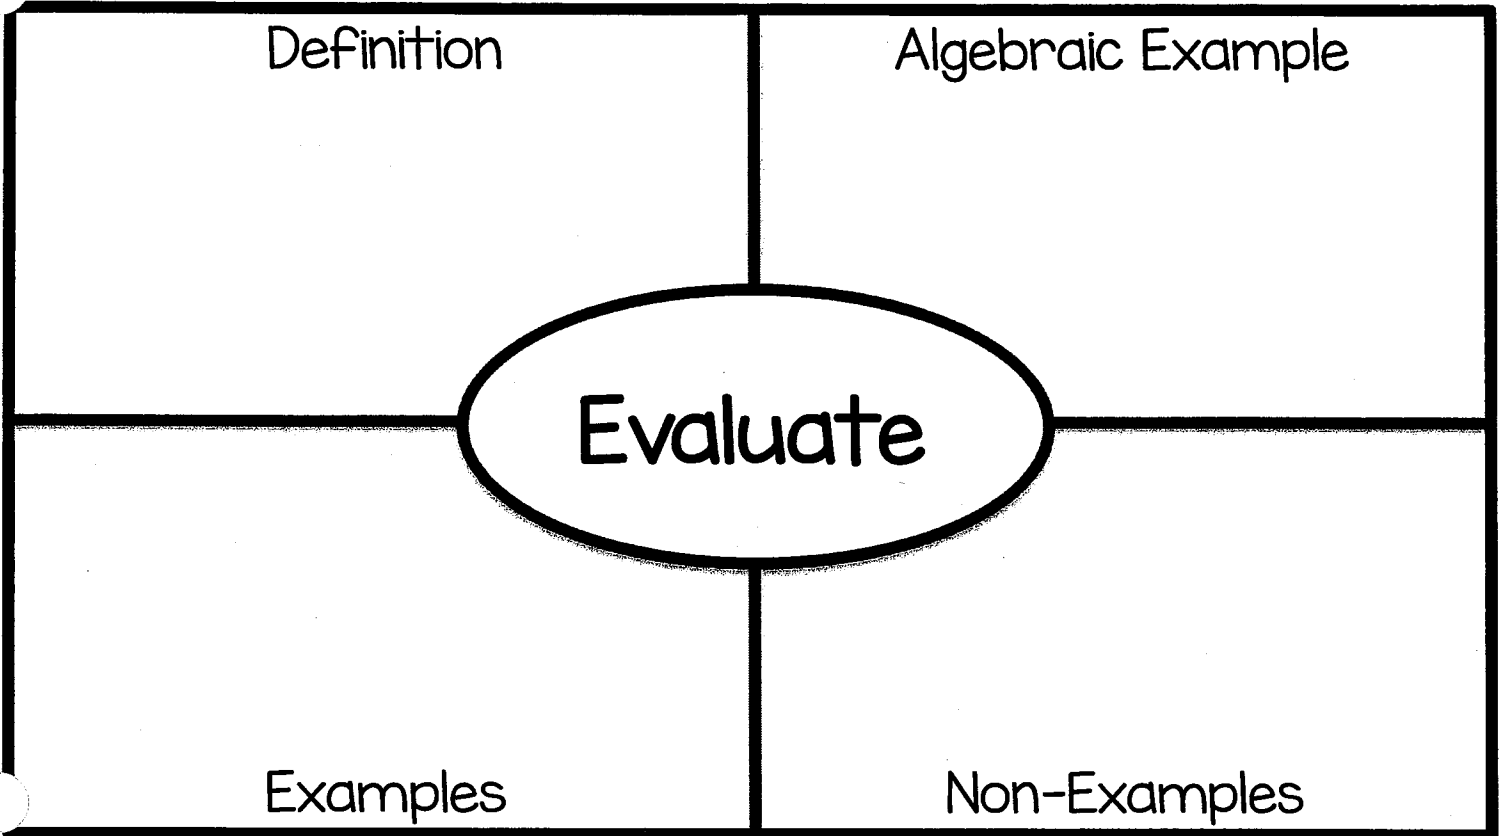 Definition
Algebraic Example
Evaluate
Examples
Non-Examples